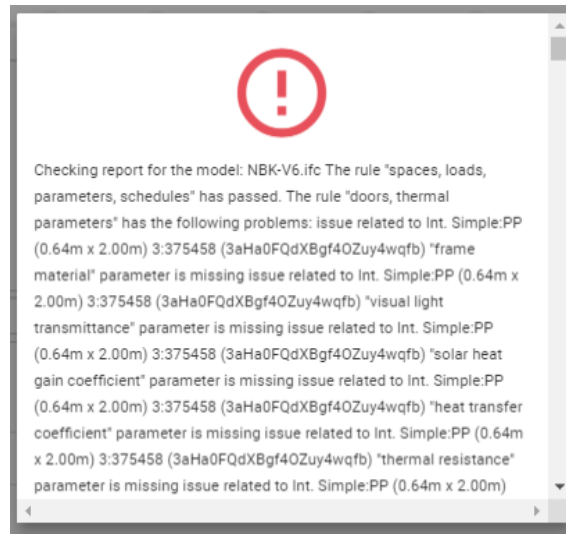 Checking report for the model: NBK-V6.ifc The rule "spaces, loads,
parameters, schedules" has passed. The rule "doors, thermal
parameters" has the following problems: issue related to Int. Simple:PP
(0.64m x 2.00m) 3:375458 (3aHa0FQdXBgf4OZuy4wqfb) "frame
material" parameter is missing issue related to Int. Simple:PP (0.64m x
2.00m) 3:375458 (3aHa0FQdXBgf4OZuy4wqfb) "visual light
transmittance" parameter is missing issue related to Int. Simple:PP
(0.64m x 2.00m) 3:375458 (3aHa0FQdXBgf4OZuy4wqfb) "solar heat
gain coefficient" parameter is missing issue related to Int. Simple:PP
(0.64m x 2.00m) 3:375458 (3aHa0FQdXBgf4OZuy4wqfb) "heat transfer
coefficient" parameter is missing issue related to Int. Simple:PP (0.64m
x 2.00m) 3:375458 (3aHa0FQdXBgf4OZuy4wqfb) "thermal resistance"
parameter is missing issue related to Int. Simple:PP (0.64m x 2.00m)